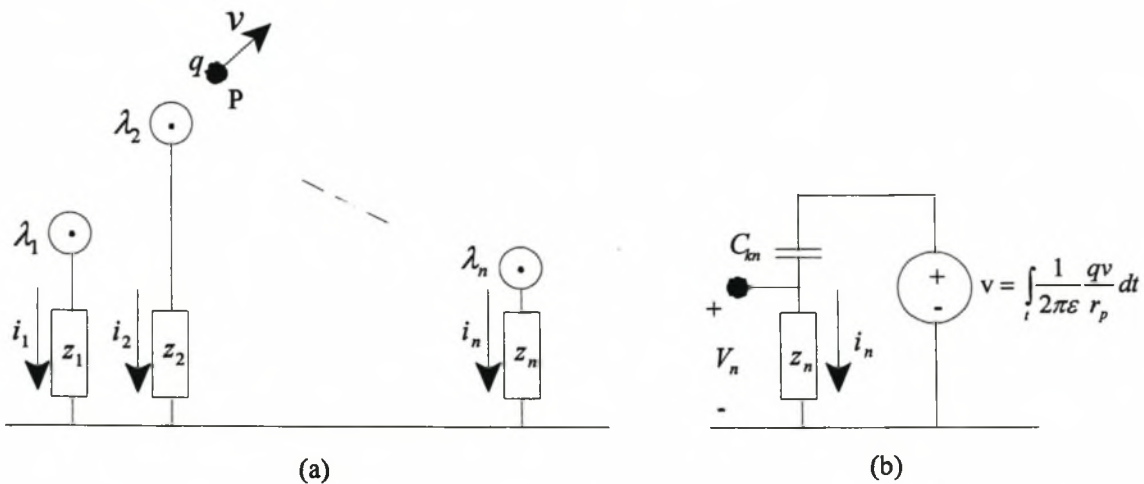 v
q
P
λ₂
λ₁
λₙ
i₁
z₁
i₂
z₂
iₙ
zₙ
(a)
Cₖₙ
+
Vₙ
-
zₙ
iₙ
+
-
v = ∫ₜ 1/2πε qv/rₚ dt
(b)